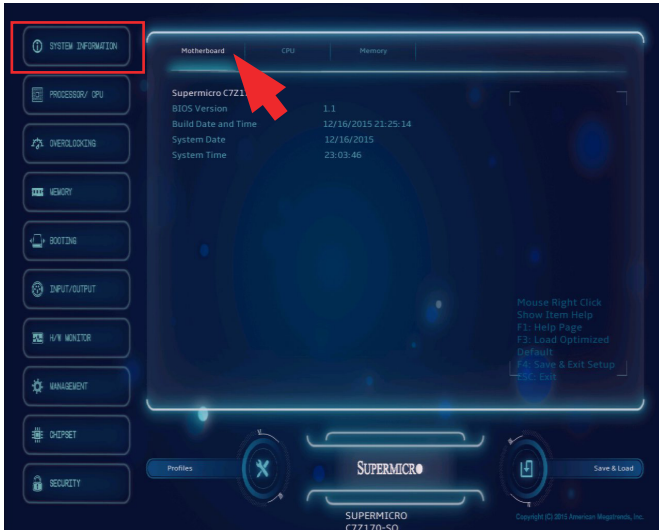 SYSTEM INFORMATION
PROCESSOR/ CPU
OVERCLOCKING
MEMORY
BOOTING
INPUT/OUTPUT
H/W MONITOR
MANAGEMENT
CHIPSET
SECURITY
Motherboard CPU Memory
Supermicro
BIOS Version 1.1
Build Date and Time 12/16/2015 21:25:14
System Date 12/16/2015
System Time 23:03:46
Mouse Right Click
Show Item Help
F1: Help Page
F3: Load Optimized
Default
F4: Save & Exit Setup
ESC: Exit
Profiles
SUPERMICRO
Save & Load
SUPERMICRO
C7Z170-SQ
Copyright (C) 2015 American Megatrends, Inc.